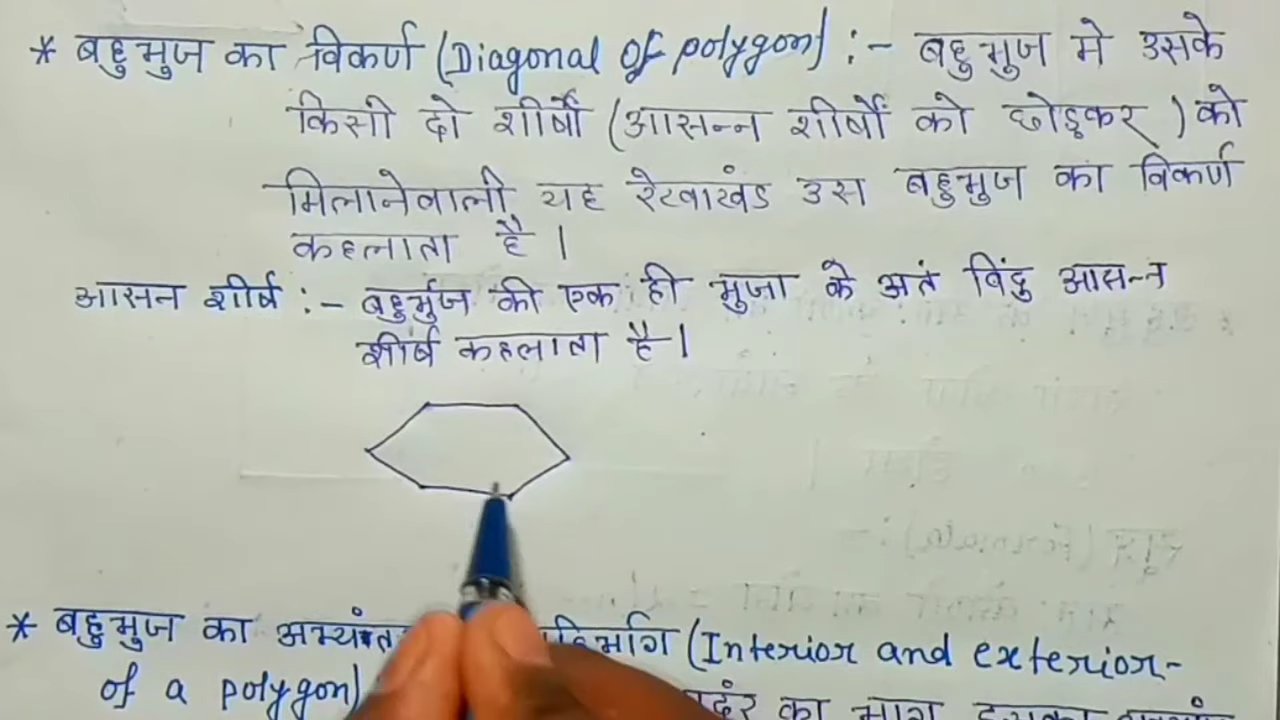 * बहुभुज का विकर्ण (Diagonal of polygon) :- बहुभुज मे उसके
किसी दो शीर्षों (आसन्न शीर्षों को छोड़कर ) को
मिलानेवाली यह रेखाखंड उस बहुभुज का विकर्ण
कहलाता है ।
आसन शीर्ष :- बहुर्भुज की एक ही भुजा के अतं विंदु आसन्न
शीर्ष कहलाता है ।
* बहुभुज का अभ्यंत (Interior and exterior-
of a polygon) का भाग